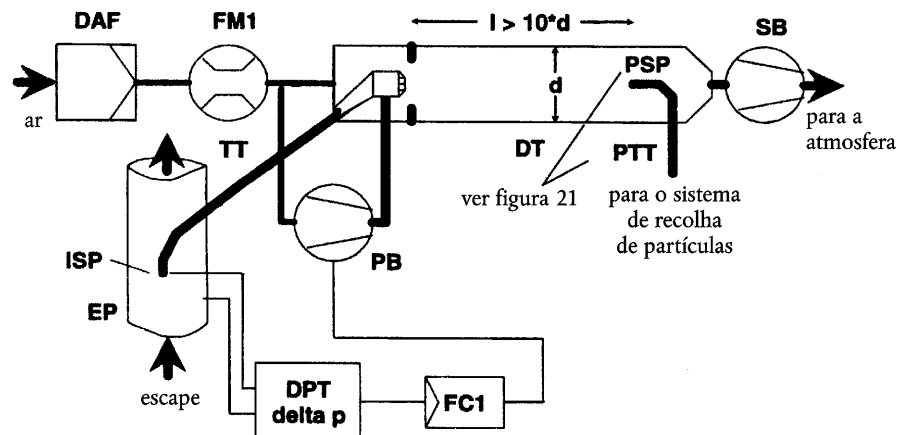 DAF
FM1
l > 10*d
SB
PSP
d
ar
TT
DT
PTT
para a
atmosfera
ver figura 21
para o sistema
de recolha
de partículas
ISP
PB
EP
escape
DPT
delta p
FC1